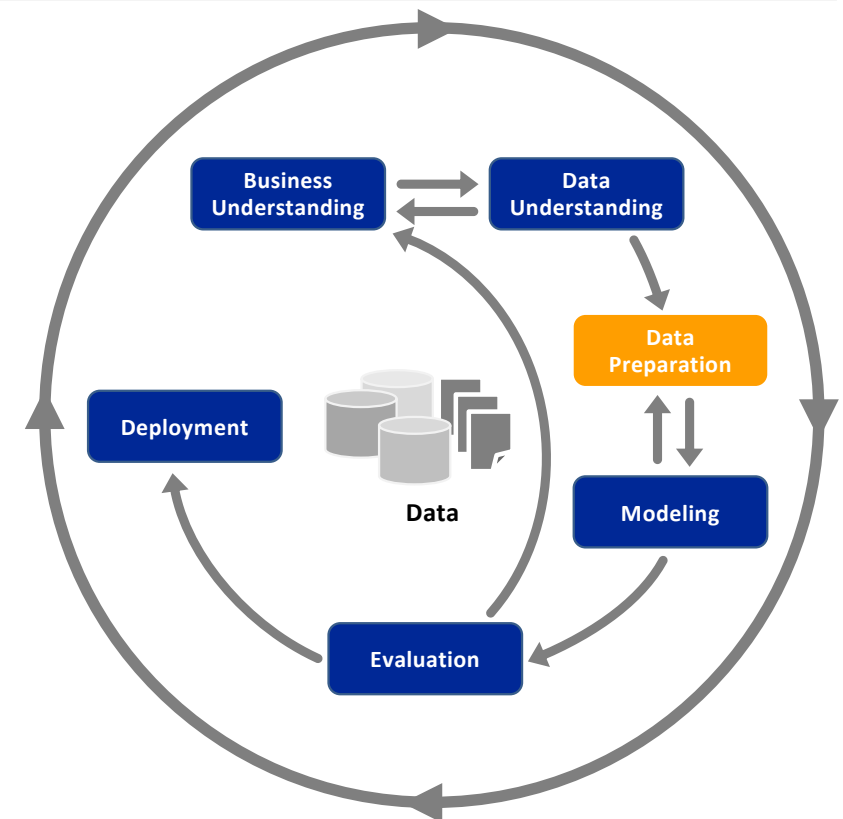 Business
Understanding
Data
Understanding
Data
Preparation
Deployment
Data
Modeling
Evaluation